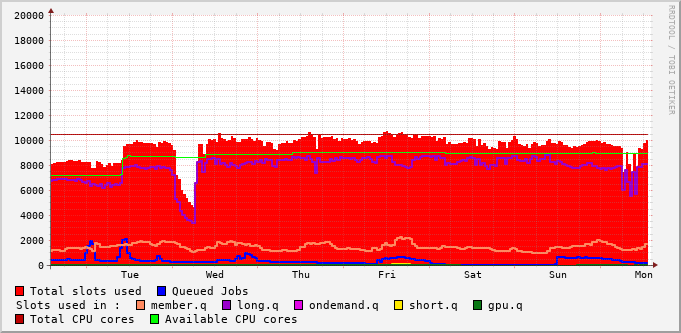 20000
18000
16000
14000
12000
10000
8000
6000
4000
2000
0
Tue Wed Thu Fri Sat Sun Mon
Total slots used Queued Jobs
Slots used in : member.q long.q ondemand.q short.q gpu.q
Total CPU cores Available CPU cores
RRDTOOL / TOBI OETIKER